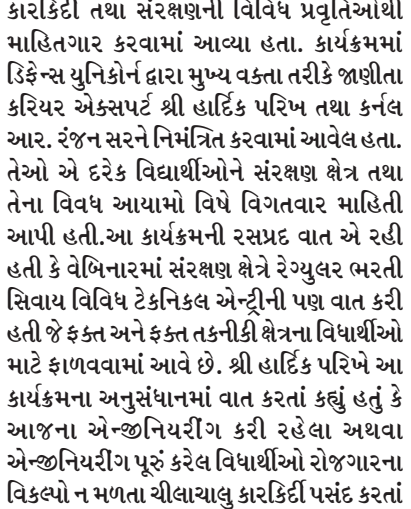 કારકિર્દી તથા સંરક્ષણની વિવિધ પ્રવૃતિઓથી
માહિતગાર કરવામાં આવ્યા હતા. કાર્યક્રમમાં
ડિફેન્સ યુનિકોર્ન દ્વારા મુખ્ય વક્તા તરીકે જાણીતા
કરિયર એક્સપર્ટ શ્રી હાર્દિક પરિખ તથા કર્નલ
આર. રંજન સરને નિમંત્રિત કરવામાં આવેલ હતા.
તેઓ એ દરેક વિદ્યાર્થીઓને સંરક્ષણ ક્ષેત્ર તથા
તેના વિવધ આયામો વિષે વિગતવાર માહિતી
આપી હતી.આ કાર્યક્રમની રસપ્રદ વાત એ રહી
હતી કે વેબિનારમાં સંરક્ષણ ક્ષેત્રે રેગ્યુલર ભરતી
સિવાય વિવિધ ટેકનિકલ એન્ટ્રીની પણ વાત કરી
હતી જે ફક્ત અને ફક્ત તકનીકી ક્ષેત્રના વિધાર્થીઓ
માટે ફાળવવામાં આવે છે. શ્રી હાર્દિક પરિખે આ
કાર્યક્રમના અનુસંધાનમાં વાત કરતાં કહ્યું હતું કે
આજના એન્જીનિયરીંગ કરી રહેલા અથવા
એન્જીનિયરીંગ પૂરું કરેલ વિધાર્થીઓ રોજગારના
વિકલ્પો ન મળતા ચીલાચાલુ કારકિર્દી પસંદ કરતાં